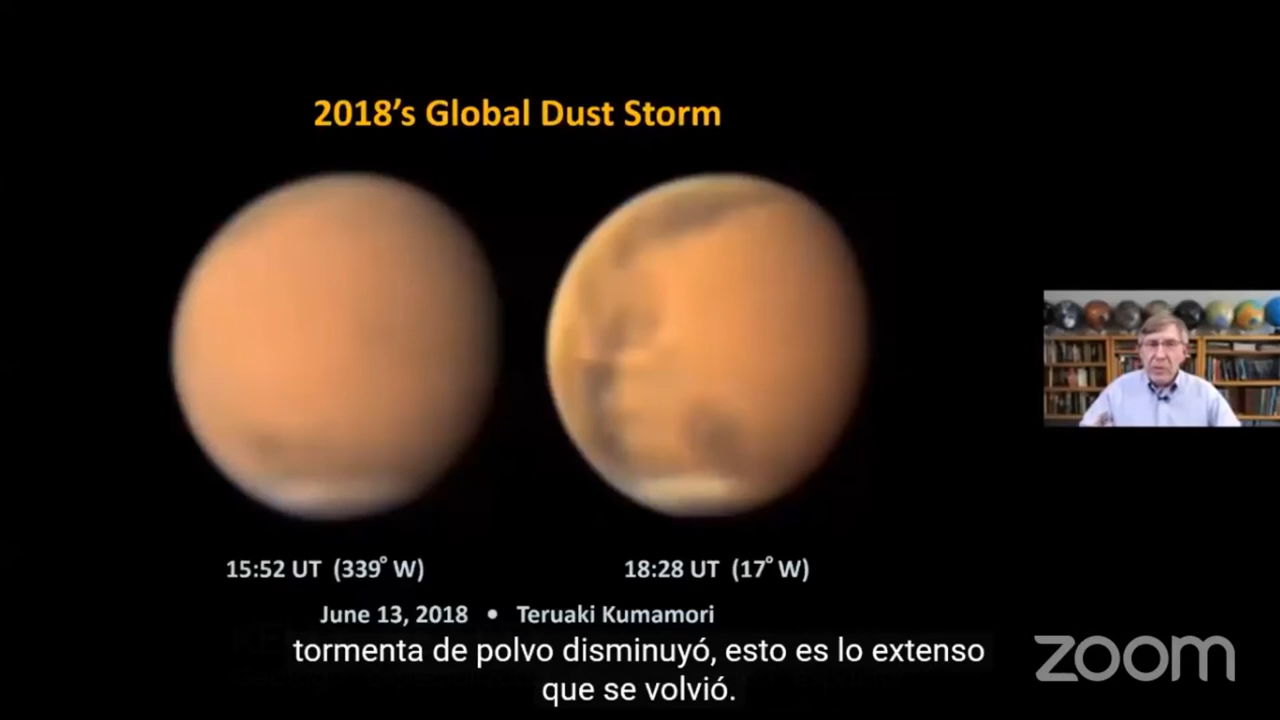 2018’s Global Dust Storm
15:52 UT (339° W)
18:28 UT (17° W)
June 13, 2018 • Teruaki Kumamori
tormenta de polvo disminuyó, esto es lo extenso
que se volvió.
zoom